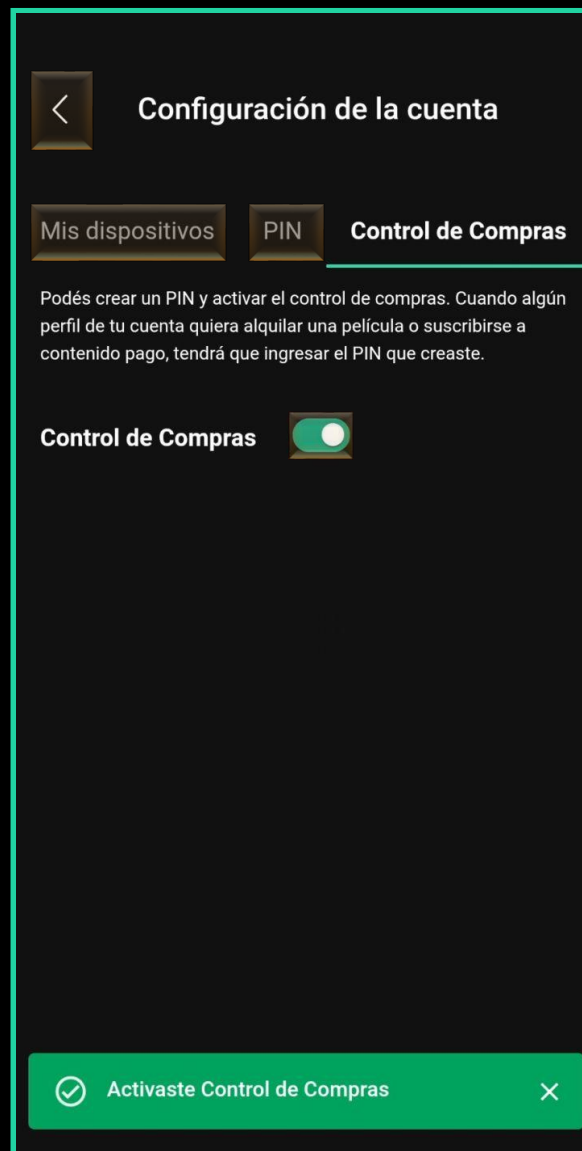 Configuración de la cuenta
Mis dispositivos PIN Control de Compras
Podés crear un PIN y activar el control de compras. Cuando algún
perfil de tu cuenta quiera alquilar una película o suscribirse a
contenido pago, tendrá que ingresar el PIN que creaste.
Control de Compras
Activaste Control de Compras